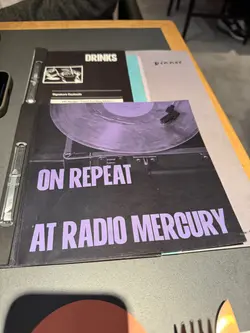 DRINKS
Signature Cocktails
ON REPEAT
AT RADIO MERCURY